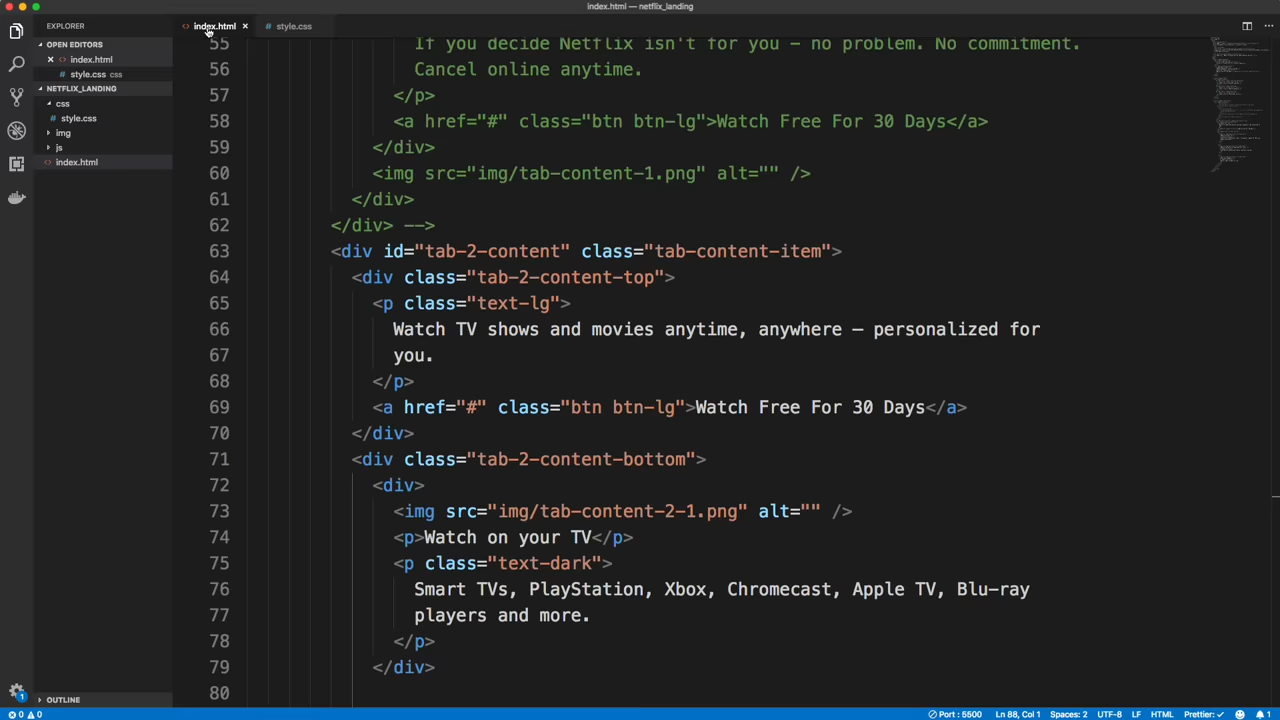 index.html — netflix_landing
EXPLORER
OPEN EDITORS
index.html
style.css css
NETFLIX_LANDING
css
style.css
img
js
index.html
OUTLINE
index.html
style.css
55 If you decide Netflix isn't for you – no problem. No commitment.
56 Cancel online anytime.
57 </p>
58 <a href="#" class="btn btn-lg">Watch Free For 30 Days</a>
59 </div>
60 <img src="img/tab-content-1.png" alt="" />
61 </div>
62 </div> -->
63 <div id="tab-2-content" class="tab-content-item">
64 <div class="tab-2-content-top">
65 <p class="text-lg">
66 Watch TV shows and movies anytime, anywhere — personalized for
67 you.
68 </p>
69 <a href="#" class="btn btn-lg">Watch Free For 30 Days</a>
70 </div>
71 <div class="tab-2-content-bottom">
72 <div>
73 <img src="img/tab-content-2-1.png" alt="" />
74 <p>Watch on your TV</p>
75 <p class="text-dark">
76 Smart TVs, PlayStation, Xbox, Chromecast, Apple TV, Blu-ray
77 players and more.
78 </p>
79 </div>
80
1
0 0 Port : 5500 Ln 88, Col 1 Spaces: 2 UTF-8 LF HTML Prettier: ✓ 1